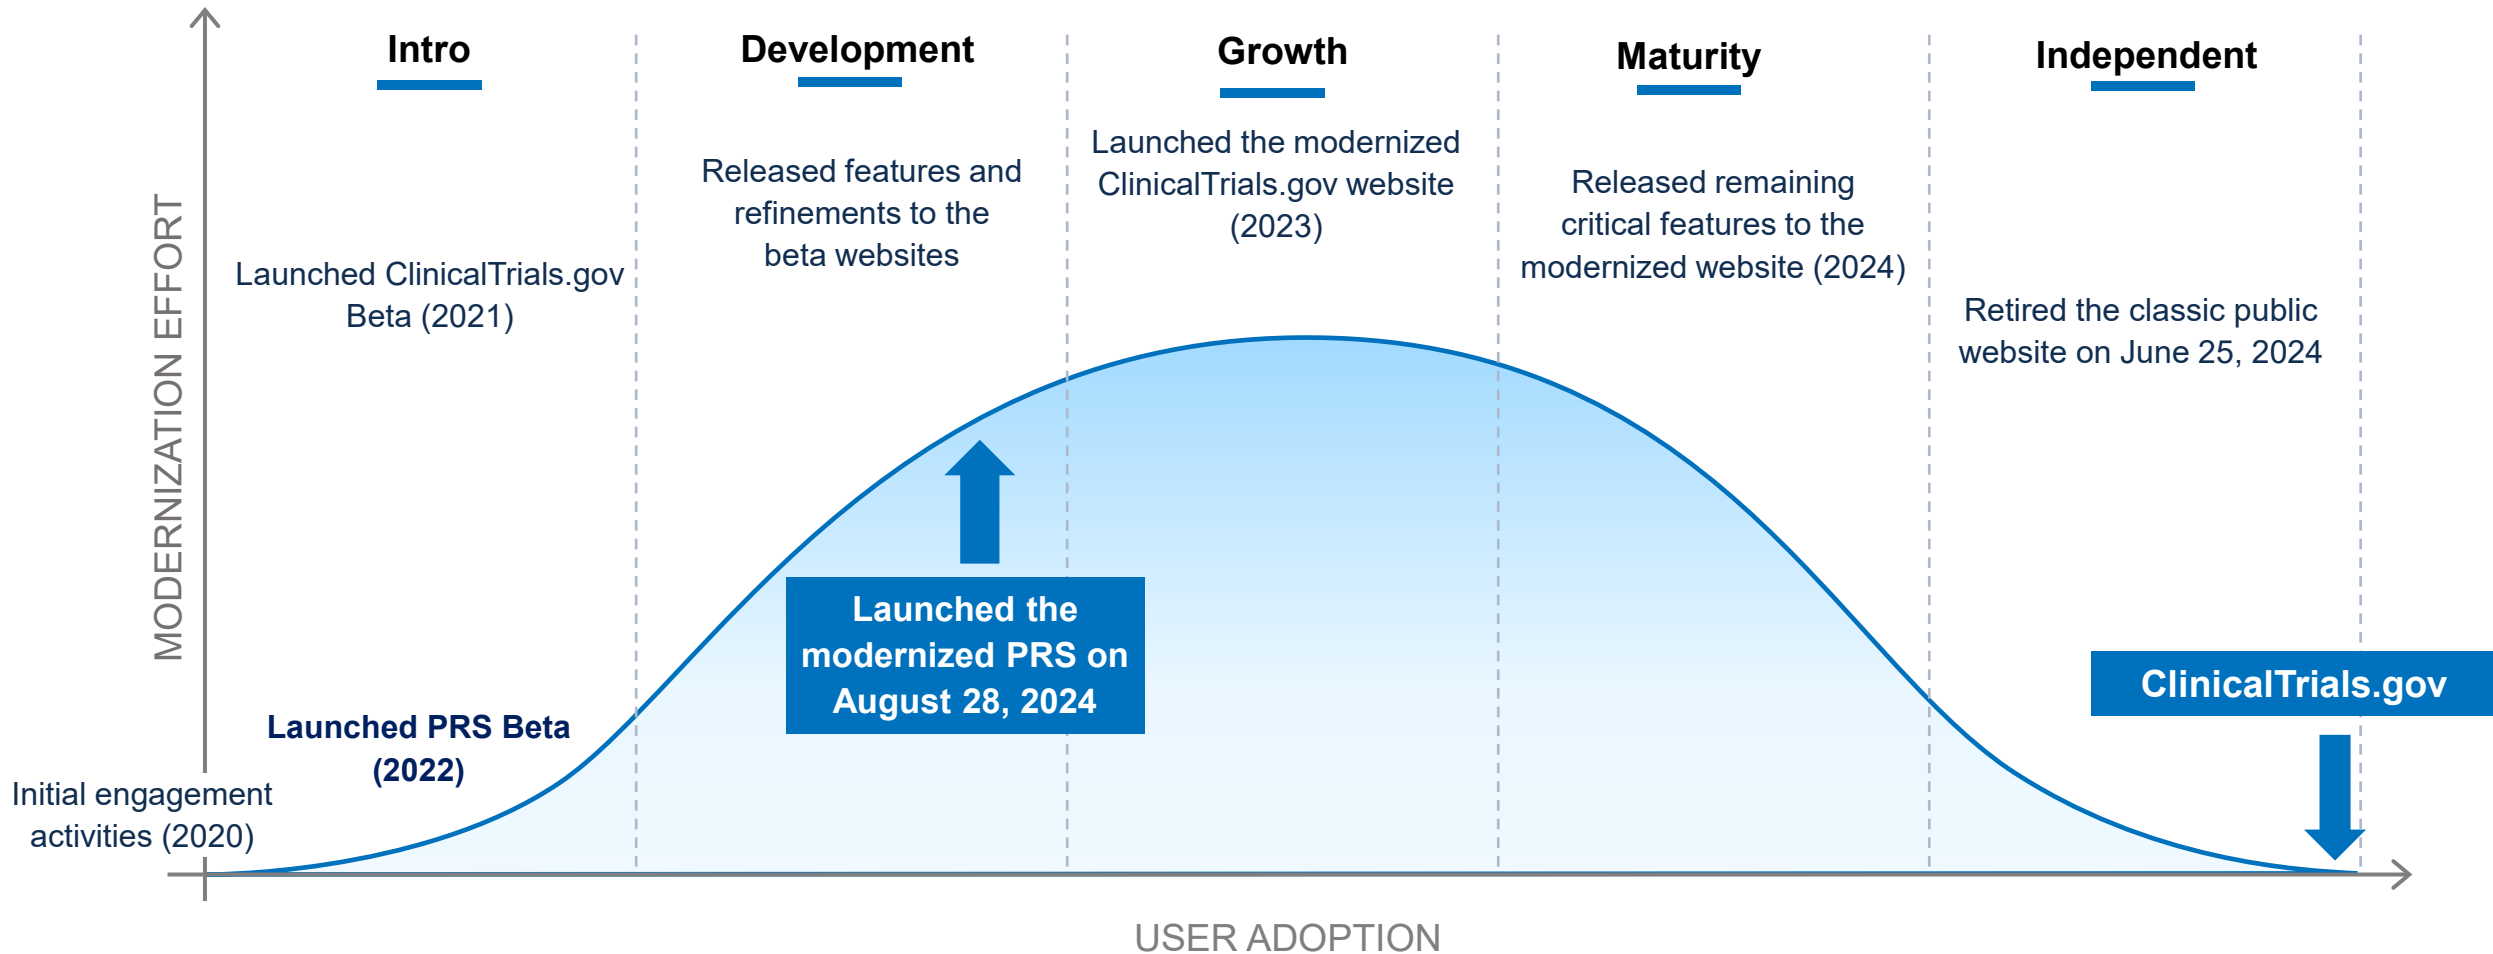 Intro
Development
Growth
Maturity
Independent
Launched ClinicalTrials.gov
Beta (2021)
Released features and
refinements to the
beta websites
Launched the modernized
ClinicalTrials.gov website
(2023)
Released remaining
critical features to the
modernized website (2024)
Retired the classic public
website on June 25, 2024
MODERNIZATION EFFORT
Launched the
modernized PRS on
August 28, 2024
ClinicalTrials.gov
Launched PRS Beta
(2022)
Initial engagement
activities (2020)
USER ADOPTION